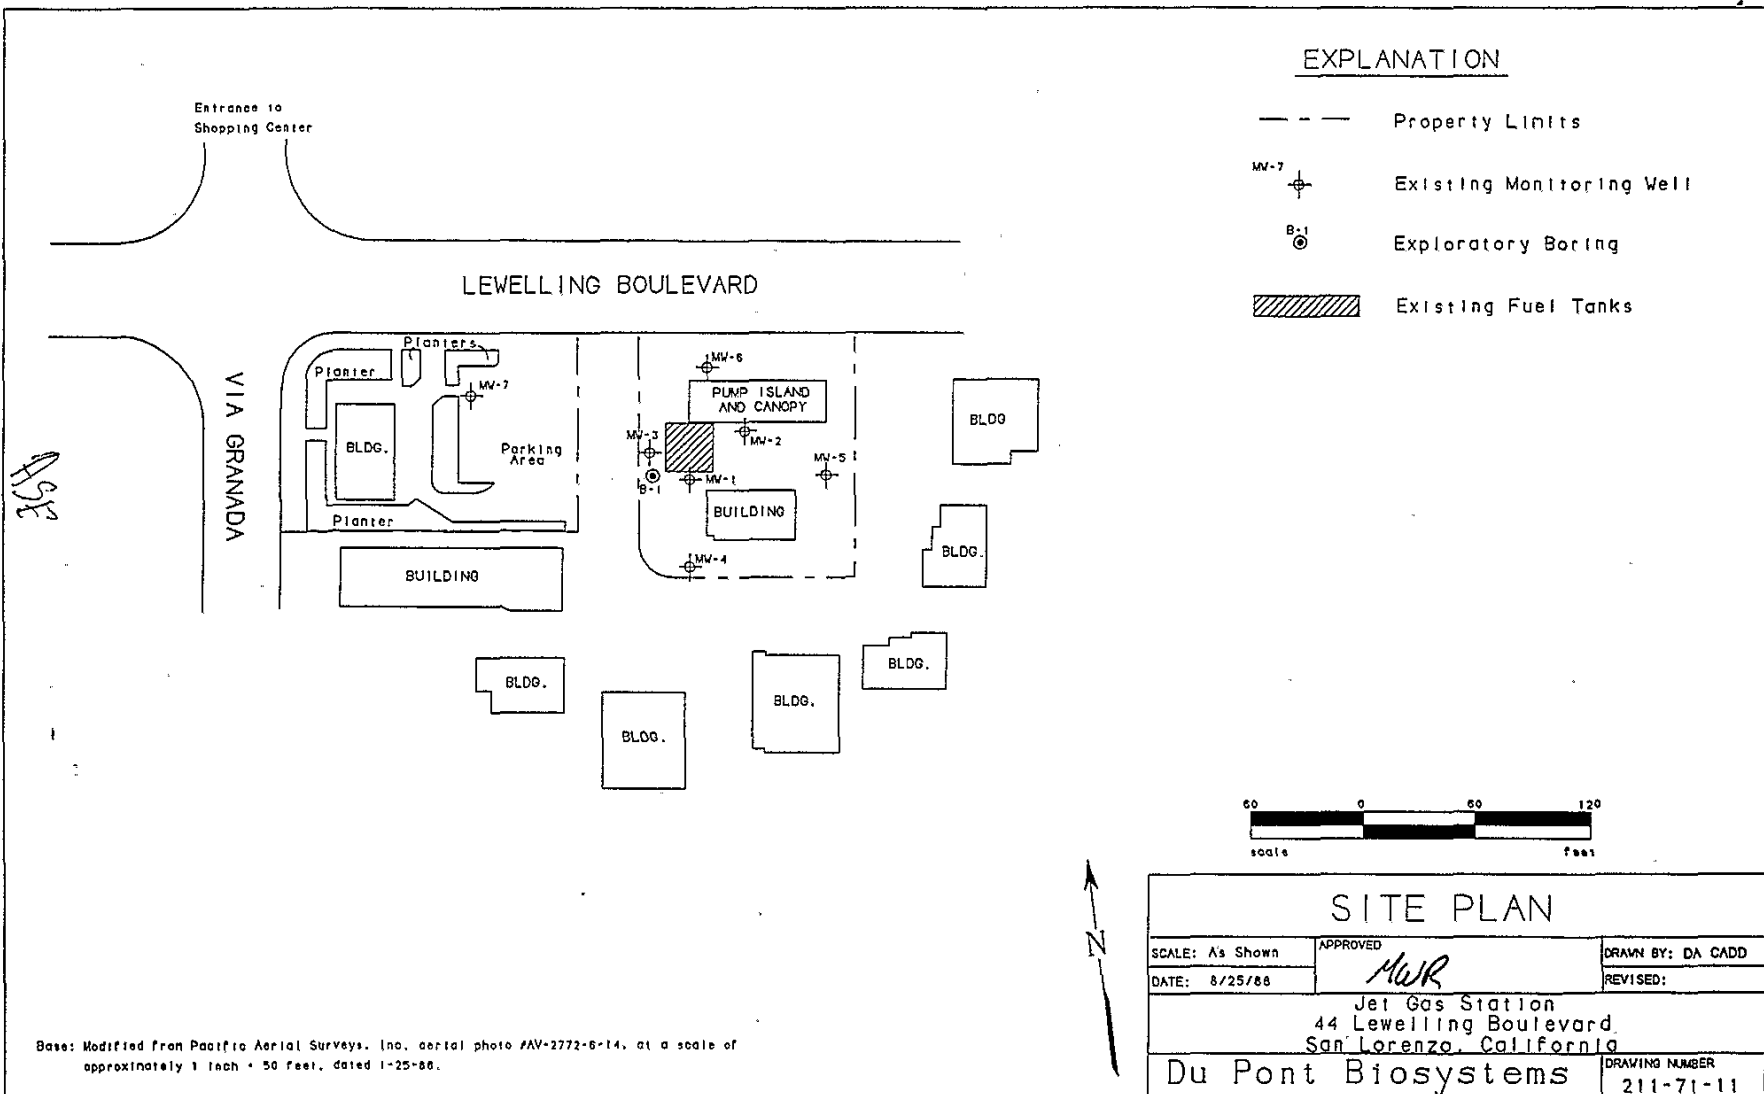 EXPLANATION
Property Limits
MW-7
Existing Monitoring Well
B-1
Exploratory Boring
Existing Fuel Tanks
Entrance to
Shopping Center
LEWELLING BOULEVARD
VIA GRANADA
Planters
Planter
MW-7
BLDG.
Parking
Area
Planter
BUILDING
MW-6
PUMP ISLAND
AND CANOPY
MW-3
MW-2
MW-5
B-1
MW-1
BUILDING
MW-4
BLDG
BLDG.
BLDG.
BLDG.
BLDG.
BLDG.
60 0 60 120
scale feet
N
SITE PLAN
SCALE: As Shown
APPROVED
MWR
DRAWN BY: DA CADD
DATE: 8/25/88
REVISED:
Jet Gas Station
44 Lewelling Boulevard
San Lorenzo, California
Du Pont Biosystems
DRAWING NUMBER
211-71-11
Base: Modified from Pacific Aerial Surveys, Inc. aerial photo #AV-2772-6-14, at a scale of
approximately 1 inch = 50 feet, dated 1-25-86.